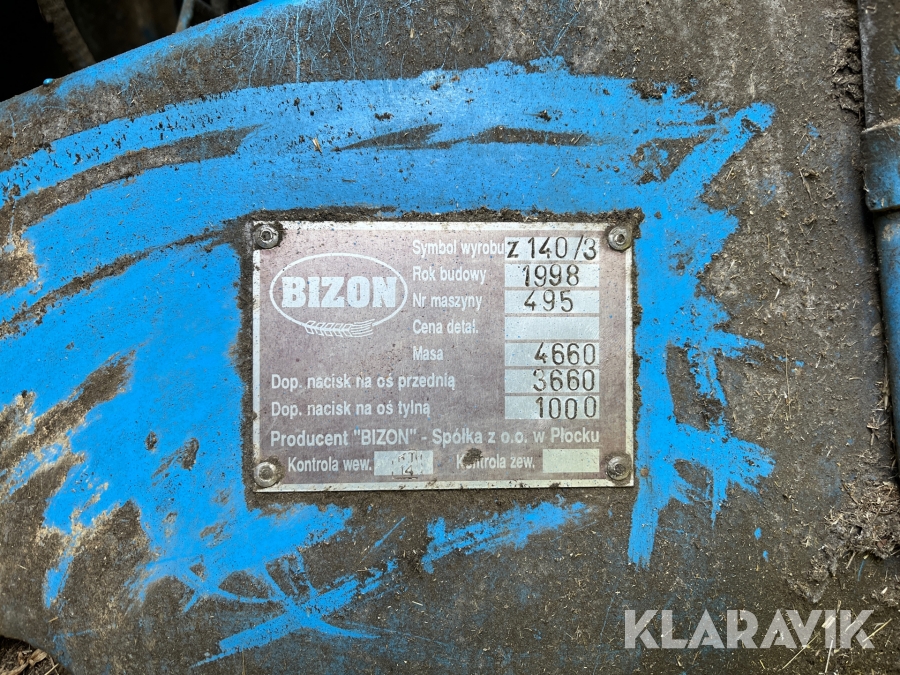 BIZON
Symbol wyrobu Z 140/3
Rok budowy 1998
Nr maszyny 495
Cena detal.
Masa 4660
Dop. nacisk na oś przednią 3660
Dop. nacisk na oś tylną 1000
Producent "BIZON" - Spółka z o.o. w Płocku
Kontrola wew. Kontrola zew.
KLARAVIK